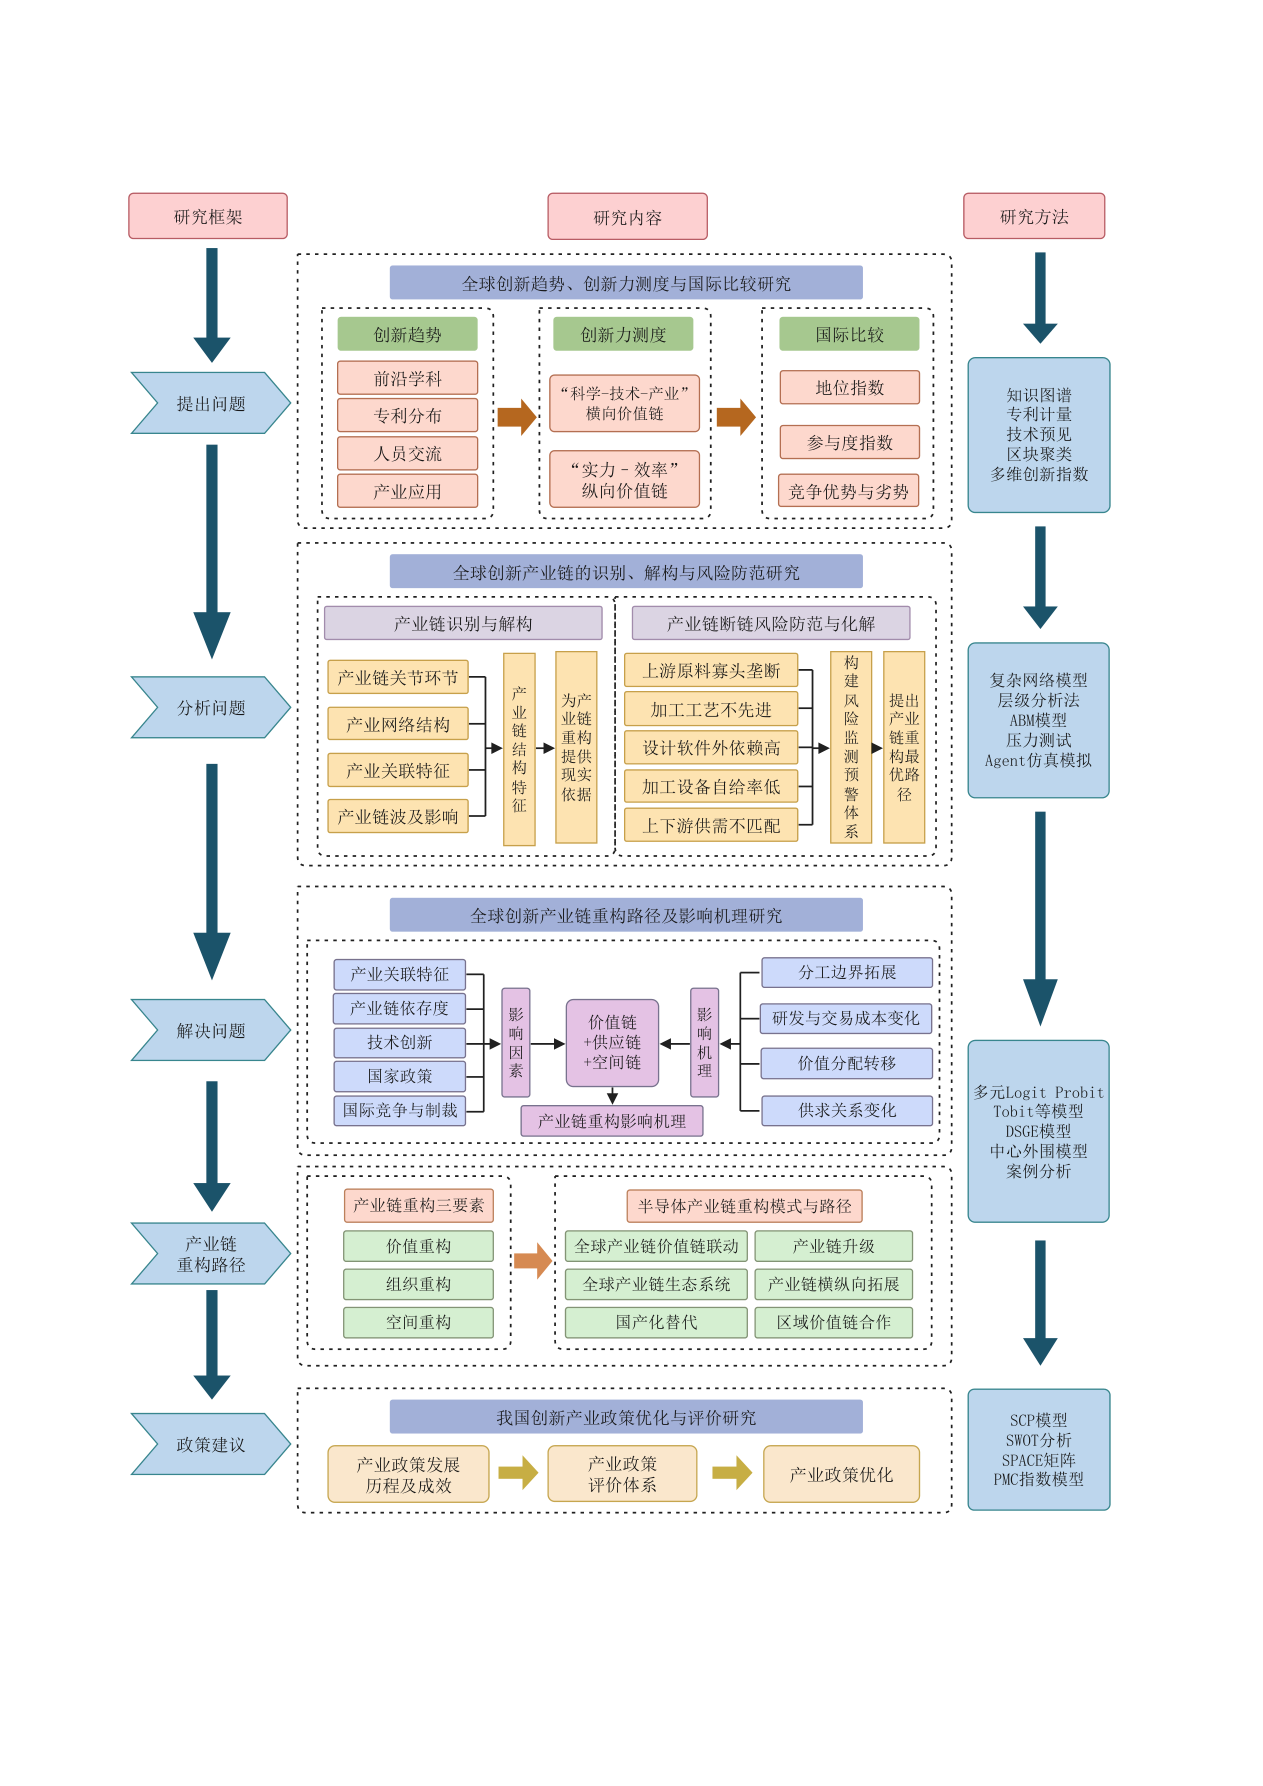 研究框架
研究内容
研究方法
全球创新趋势、创新力测度与国际比较研究
创新趋势
前沿学科
专利分布
人员交流
产业应用
创新力测度
“科学-技术-产业”
横向价值链
“实力－效率”
纵向价值链
国际比较
地位指数
参与度指数
竞争优势与劣势
提出问题
知识图谱
专利计量
技术预见
区块聚类
多维创新指数
全球创新产业链的识别、解构与风险防范研究
产业链识别与解构
产业链关节环节
产业网络结构
产业关联特征
产业链波及影响
产业链结构特征
为产
业链
重构
提供
现实
依据
产业链断链风险防范与化解
上游原料寡头垄断
加工工艺不先进
设计软件外依赖高
加工设备自给率低
上下游供需不匹配
构建风险监测预警体系
提出
产业
链重
构最
优路
径
分析问题
复杂网络模型
层级分析法
ABM模型
压力测试
Agent仿真模拟
全球创新产业链重构路径及影响机理研究
产业关联特征
产业链依存度
技术创新
国家政策
国际竞争与制裁
影响因素
价值链
+供应链
+空间链
产业链重构影响机理
影响机理
分工边界拓展
研发与交易成本变化
价值分配转移
供求关系变化
解决问题
多元Logit Probit
Tobit等模型
DSGE模型
中心外围模型
案例分析
产业链重构三要素
价值重构
组织重构
空间重构
半导体产业链重构模式与路径
全球产业链价值链联动
产业链升级
全球产业链生态系统
产业链横纵向拓展
国产化替代
区域价值链合作
产业链
重构路径
我国创新产业政策优化与评价研究
产业政策发展
历程及成效
产业政策
评价体系
产业政策优化
政策建议
SCP模型
SWOT分析
SPACE矩阵
PMC指数模型